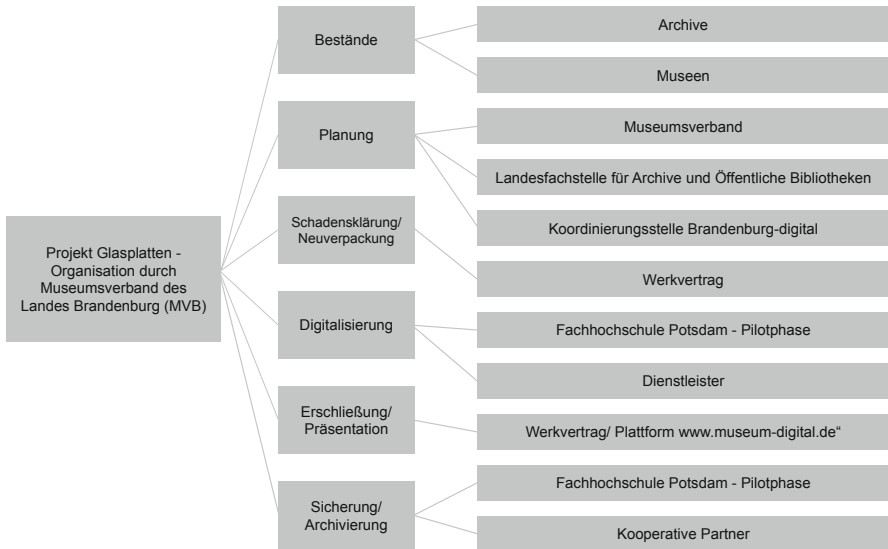 Projekt Glasplatten -
Organisation durch
Museumsverband des
Landes Brandenburg (MVB)
Bestände
Archive
Museen
Planung
Museumsverband
Landesfachstelle für Archive und Öffentliche Bibliotheken
Koordinierungsstelle Brandenburg-digital
Schadensklärung/
Neuverpackung
Werkvertrag
Digitalisierung
Fachhochschule Potsdam - Pilotphase
Dienstleister
Erschließung/
Präsentation
Werkvertrag/ Plattform www.museum-digital.de“
Sicherung/
Archivierung
Fachhochschule Potsdam - Pilotphase
Kooperative Partner